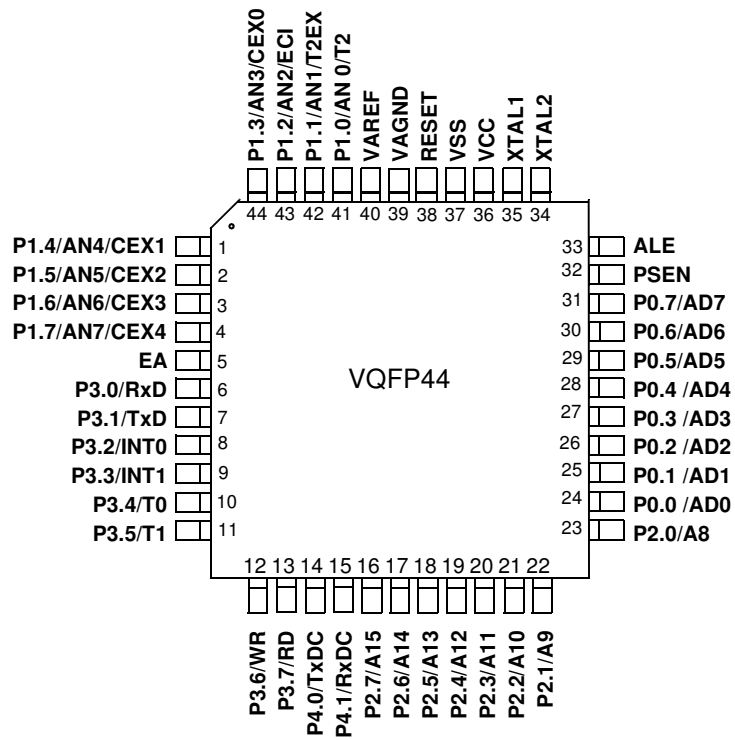 P1.3/AN3/CEX0
P1.2/AN2/ECI
P1.1/AN1/T2EX
P1.0/AN 0/T2
VAREF
VAGND
RESET
VSS
VCC
XTAL1
XTAL2
44 43 42 41 40 39 38 37 36 35 34
P1.4/AN4/CEX1 1
P1.5/AN5/CEX2 2
P1.6/AN6/CEX3 3
P1.7/AN7/CEX4 4
EA 5
P3.0/RxD 6
P3.1/TxD 7
P3.2/INT0 8
P3.3/INT1 9
P3.4/T0 10
P3.5/T1 11
VQFP44
33 ALE
32 PSEN
31 P0.7/AD7
30 P0.6/AD6
29 P0.5/AD5
28 P0.4 /AD4
27 P0.3 /AD3
26 P0.2 /AD2
25 P0.1 /AD1
24 P0.0 /AD0
23 P2.0/A8
12 13 14 15 16 17 18 19 20 21 22
P3.6/WR
P3.7/RD
P4.0/TxDC
P4.1/RxDC
P2.7/A15
P2.6/A14
P2.5/A13
P2.4/A12
P2.3/A11
P2.2/A10
P2.1/A9